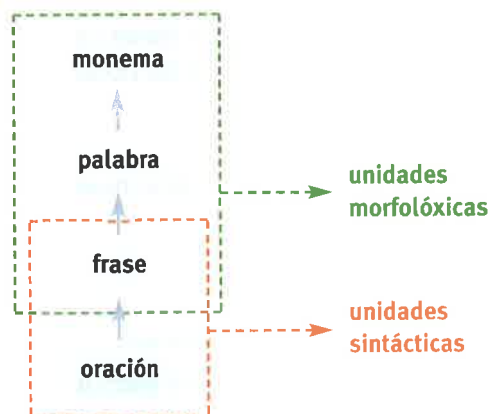 monema
palabra
unidades
morfolóxicas
frase
unidades
sintácticas
oración